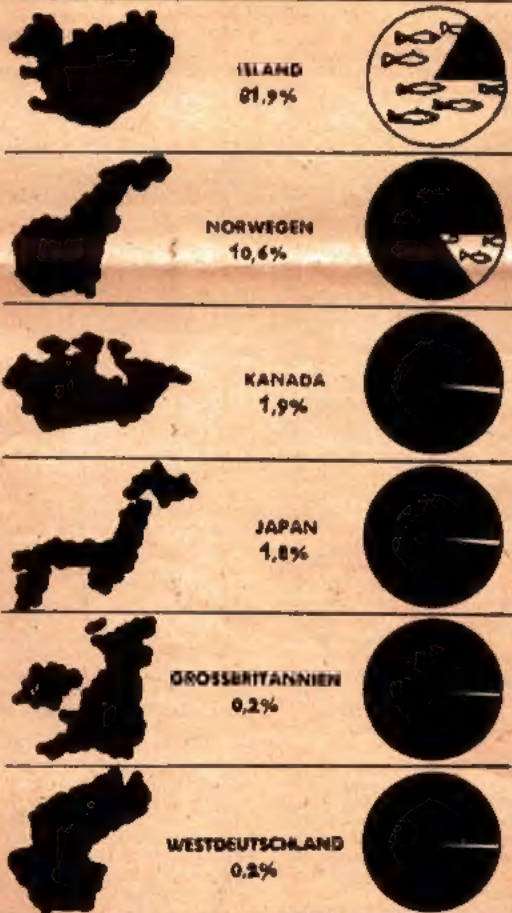 ISLAND
81,9%
NORWEGEN
10,6%
KANADA
1,9%
JAPAN
1,8%
GROSSBRITANNIEN
0,2%
WESTDEUTSCHLAND
0,2%